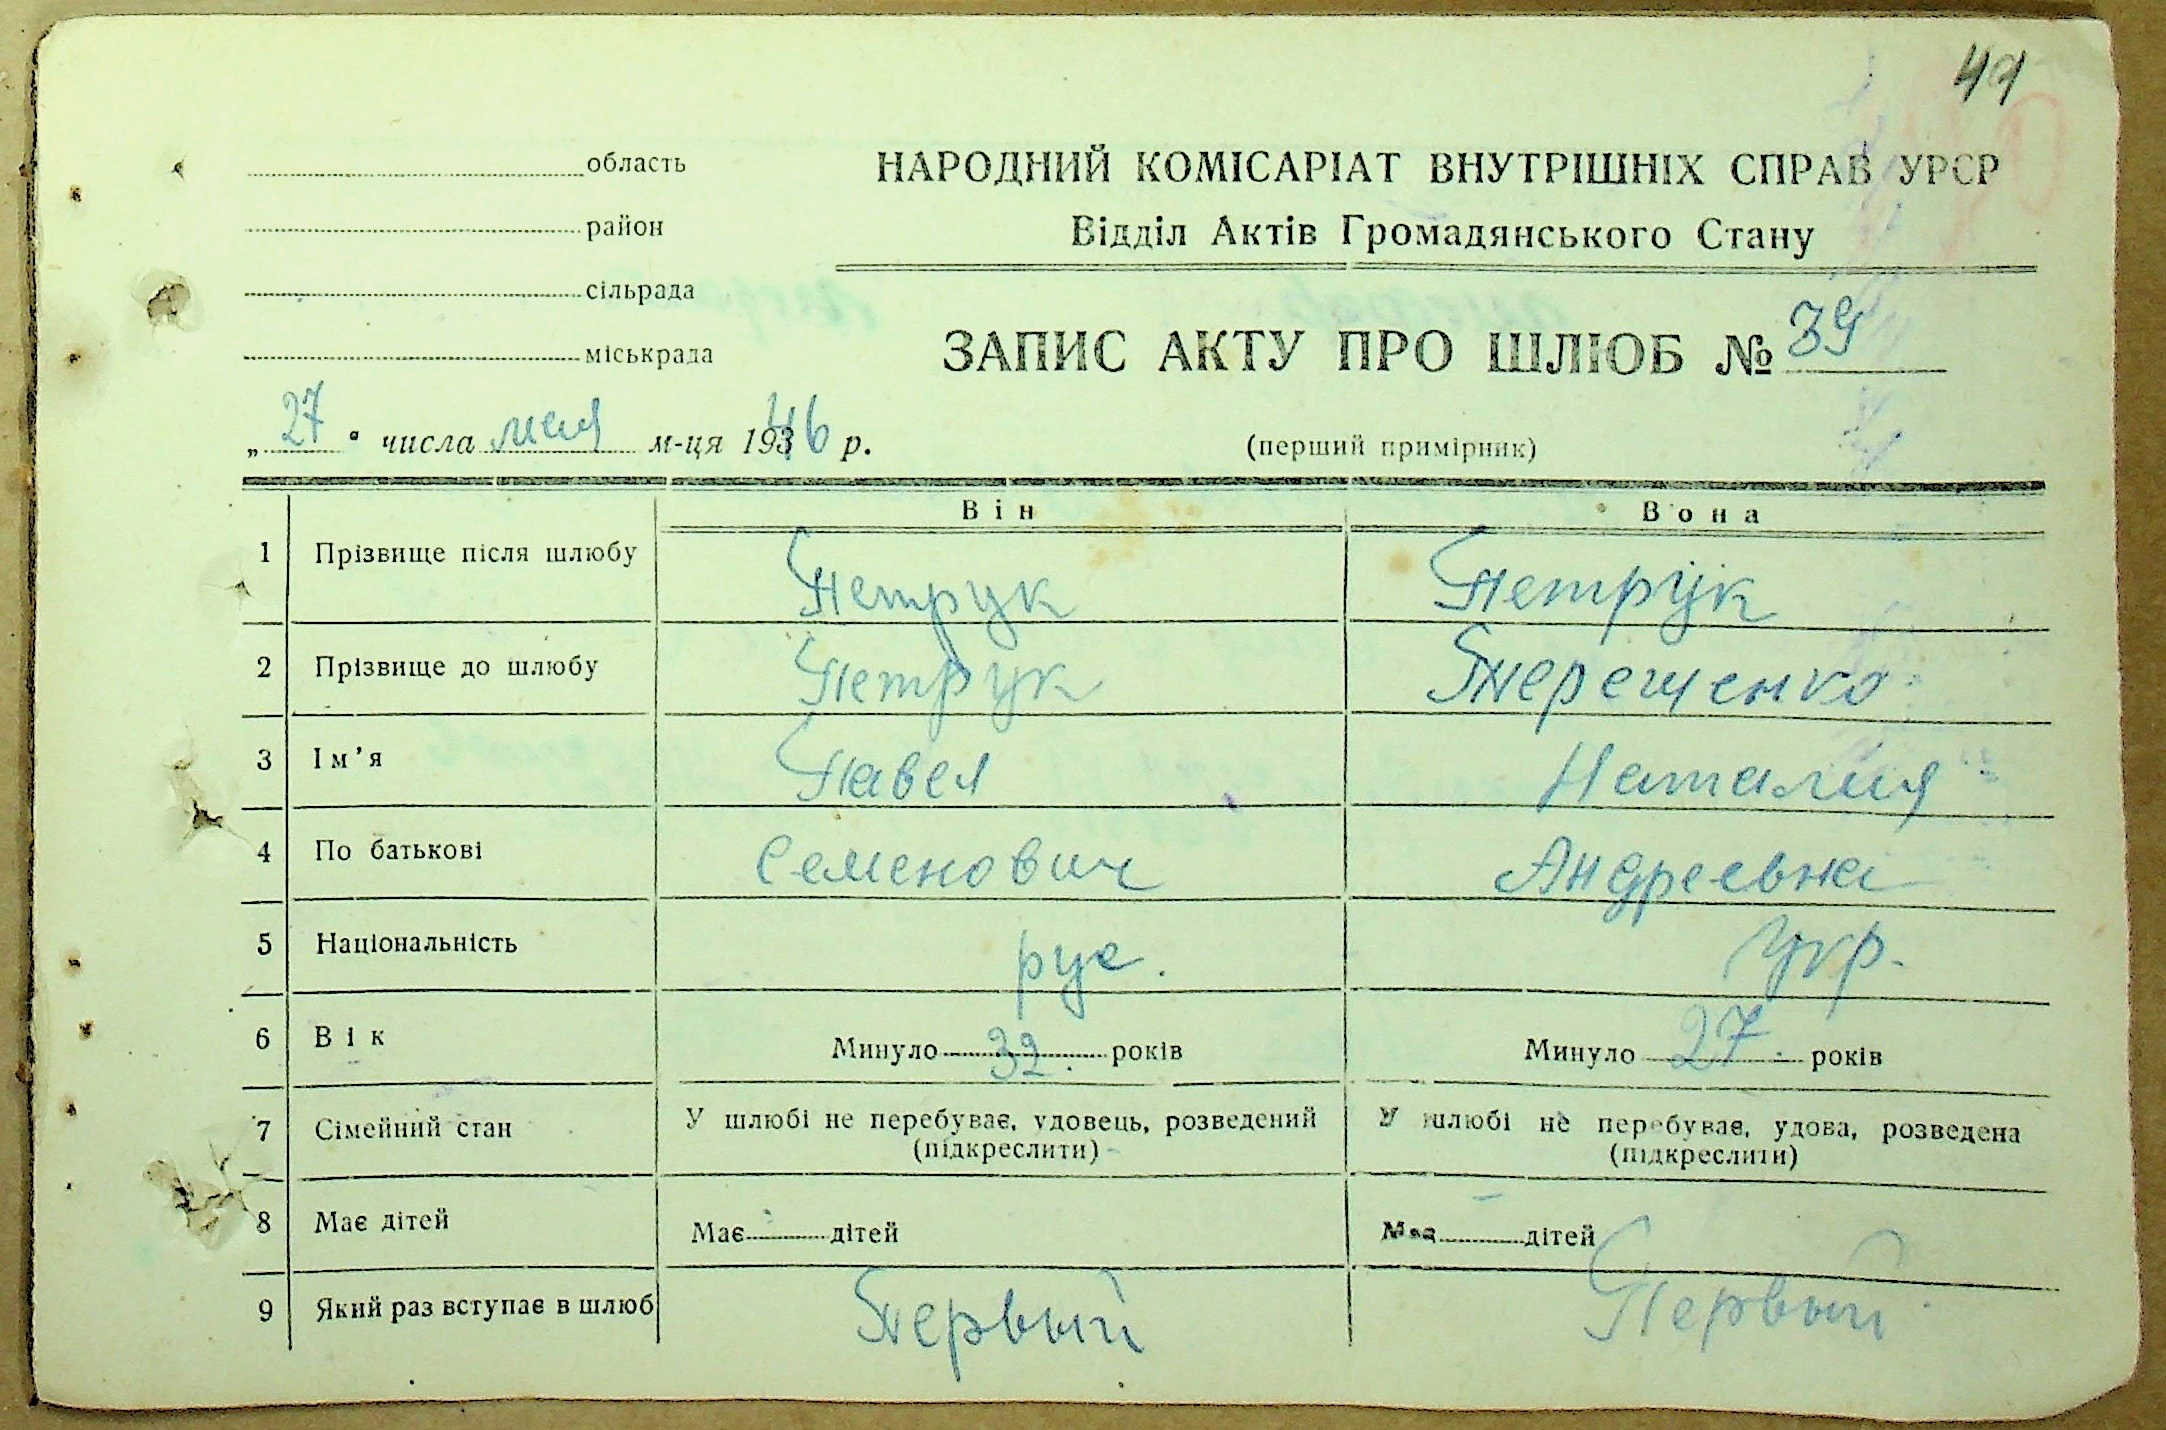 41
область
район
сільрада
міськрада
НАРОДНИЙ КОМІСАРІАТ ВНУТРІШНІХ СПРАВ УРСР
Відділ Актів Громадянського Стану
ЗАПИС АКТУ ПРО ШЛЮБ № 39
„ 27 " числа мая м-ця 1946 р.
(перший примірник)
Він Вона
1 Прізвище після шлюбу Петрук Петрук
2 Прізвище до шлюбу Петрук Терещенко
3 Ім'я Павел Наталия
4 По батькові Семенович Андреевна
5 Національність рус. Укр.
6 Вік Минуло 32. років Минуло 27. років
7 Сімейний стан У шлюбі не перебуває, удовець, розведений (підкреслити) У шлюбі не перебуває, удова, розведена (підкреслити)
8 Має дітей Має дітей Має дітей
9 Який раз вступає в шлюб Первый Первый